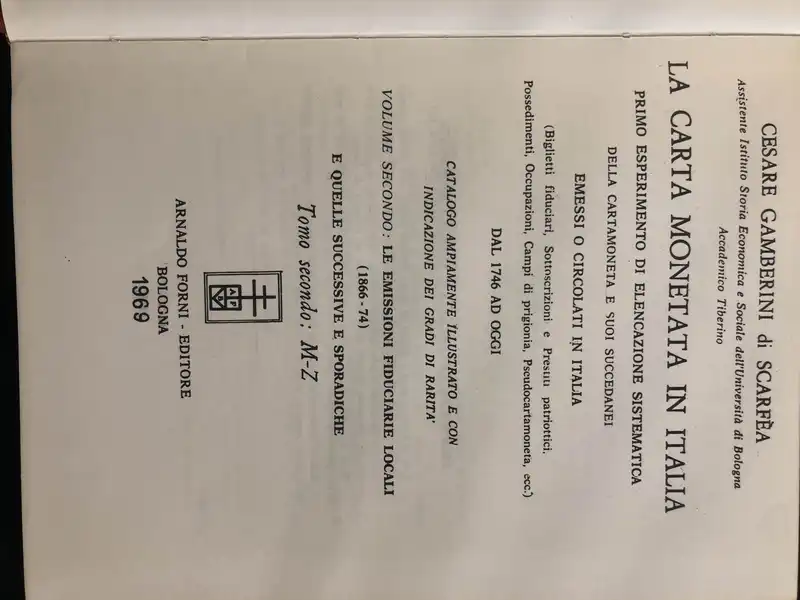 CESARE GAMBERINI di SCARFÈA
Assistente Istituto Storia Economica e Sociale dell'Università di Bologna
Accademico Tiberino
LA CARTA MONETATA IN ITALIA
PRIMO ESPERIMENTO DI ELENCAZIONE SISTEMATICA
DELLA CARTAMONETA E SUOI SUCCEDANEI
EMESSI O CIRCOLATI IN ITALIA
(Biglietti fiduciari, Sottoscrizioni e Prestiti patriottici,
Possedimenti, Occupazioni, Campi di prigionia, Pseudocartamoneta, ecc.)
DAL 1746 AD OGGI
CATALOGO AMPIAMENTE ILLUSTRATO E CON
INDICAZIONE DEI GRADI DI RARITA'
VOLUME SECONDO: LE EMISSIONI FIDUCIARIE LOCALI
(1866-74)
E QUELLE SUCCESSIVE E SPORADICHE
Tomo secondo: M-Z
ARNALDO FORNI - EDITORE
BOLOGNA
1969